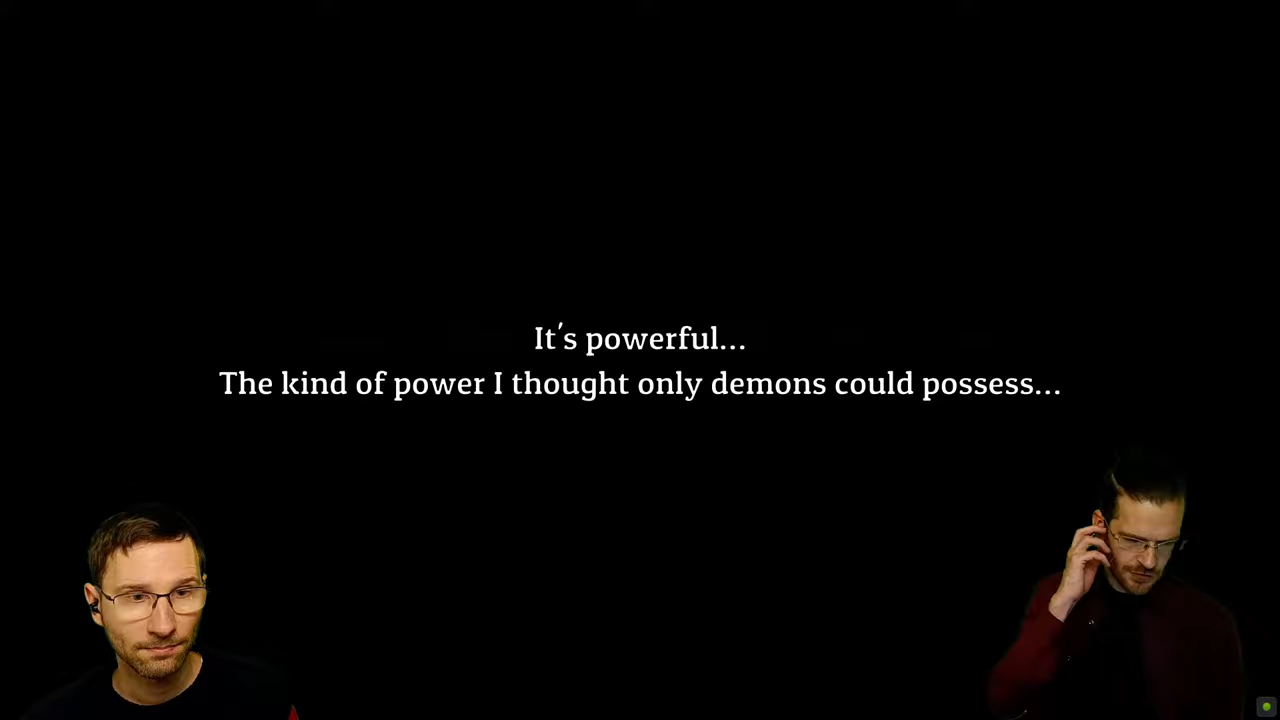 It's powerful...
The kind of power I thought only demons could possess...